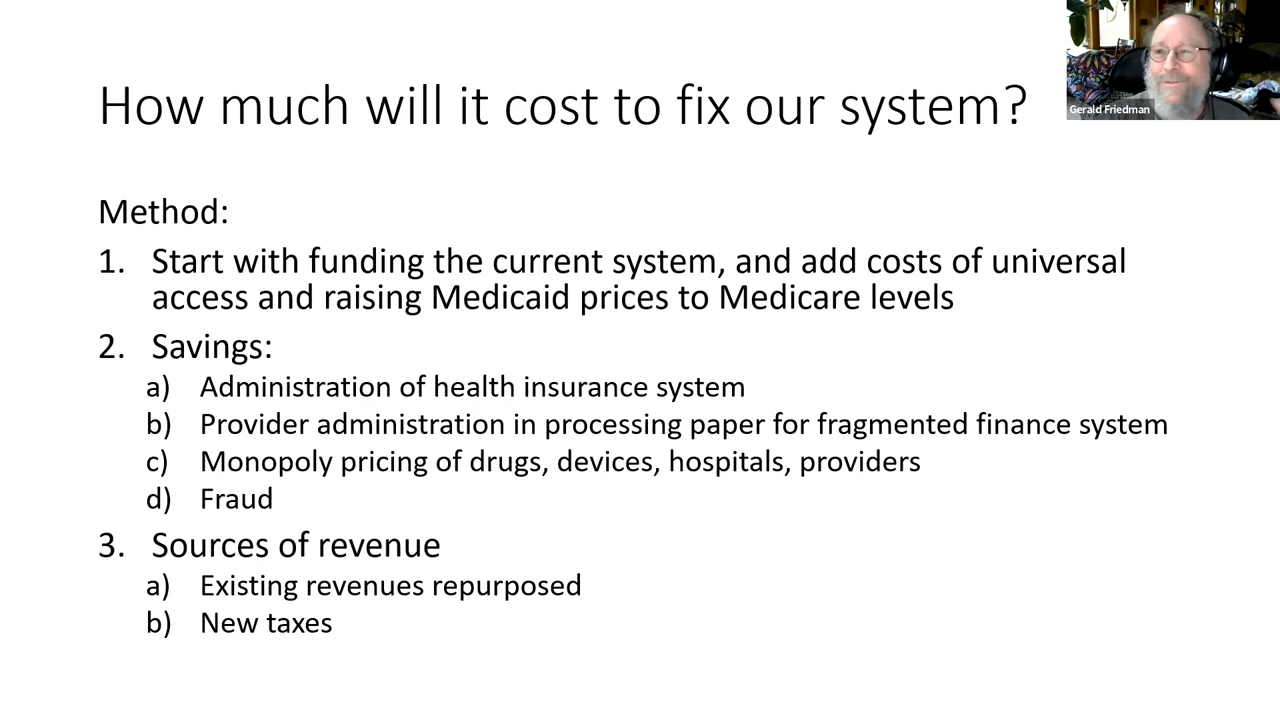 How much will it cost to fix our system?
Gerald Friedman
Method:
1. Start with funding the current system, and add costs of universal
access and raising Medicaid prices to Medicare levels
2. Savings:
a) Administration of health insurance system
b) Provider administration in processing paper for fragmented finance system
c) Monopoly pricing of drugs, devices, hospitals, providers
d) Fraud
3. Sources of revenue
a) Existing revenues repurposed
b) New taxes